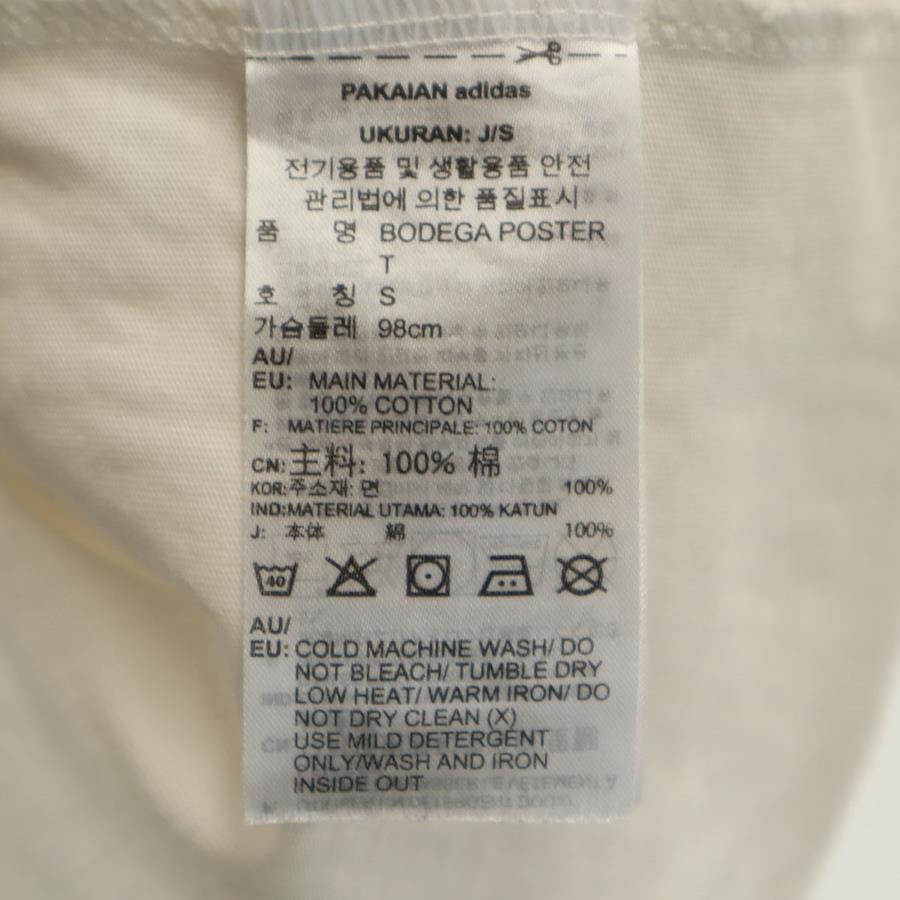 PAKAIAN adidas
UKURAN: J/S
전기용품 및 생활용품 안전
관리법에 의한 품질표시
품 명 BODEGA POSTER
T
호 칭 S
가슴둘레 98cm
AU/
EU: MAIN MATERIAL:
100% COTTON
F: MATIERE PRINCIPALE: 100% COTON
CN:主料: 100% 棉
KOR:주소재: 면 100%
IND:MATERIAL UTAMA: 100% KATUN
J: 本体 綿 100%
40
AU/
EU: COLD MACHINE WASH/ DO
NOT BLEACH/ TUMBLE DRY
LOW HEAT/ WARM IRON/ DO
NOT DRY CLEAN (X)
USE MILD DETERGENT
ONLY/WASH AND IRON
INSIDE OUT